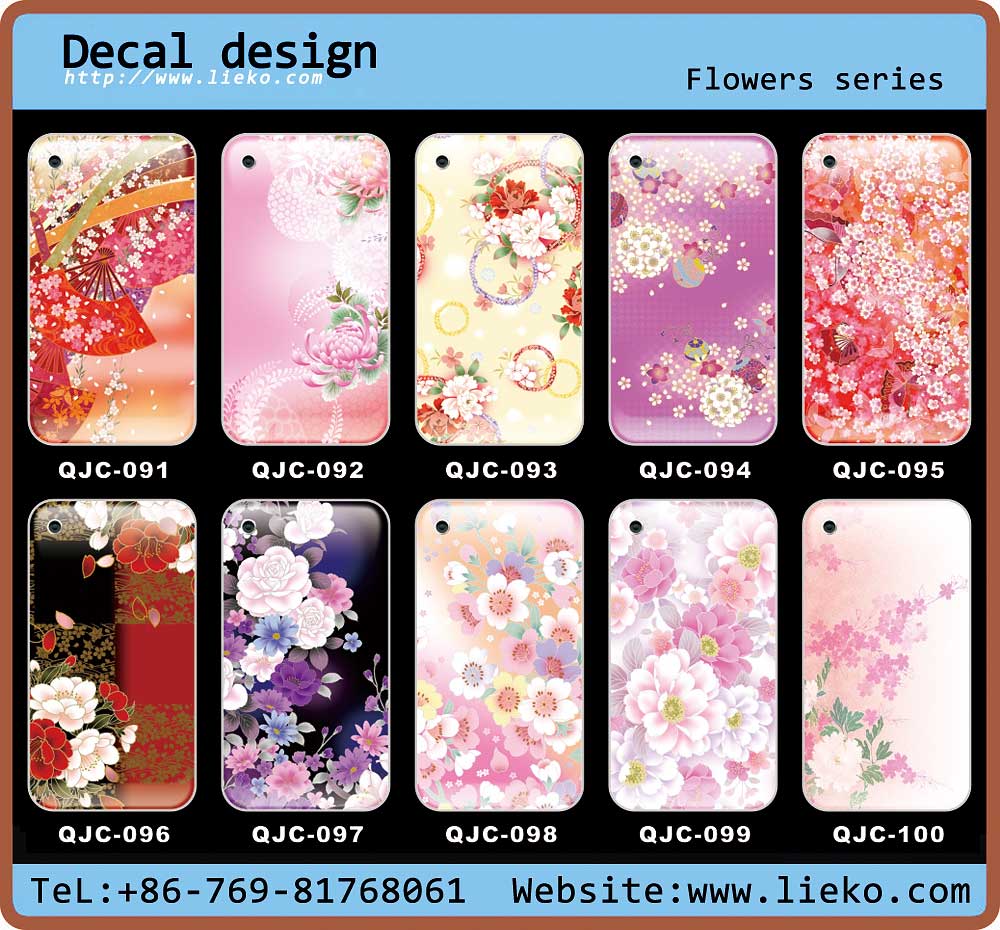 Decal design
http://www.lieko.com
Flowers series
QJC-091 QJC-092 QJC-093 QJC-094 QJC-095
QJC-096 QJC-097 QJC-098 QJC-099 QJC-100
TeL:+86-769-81768061 Website:www.lieko.com